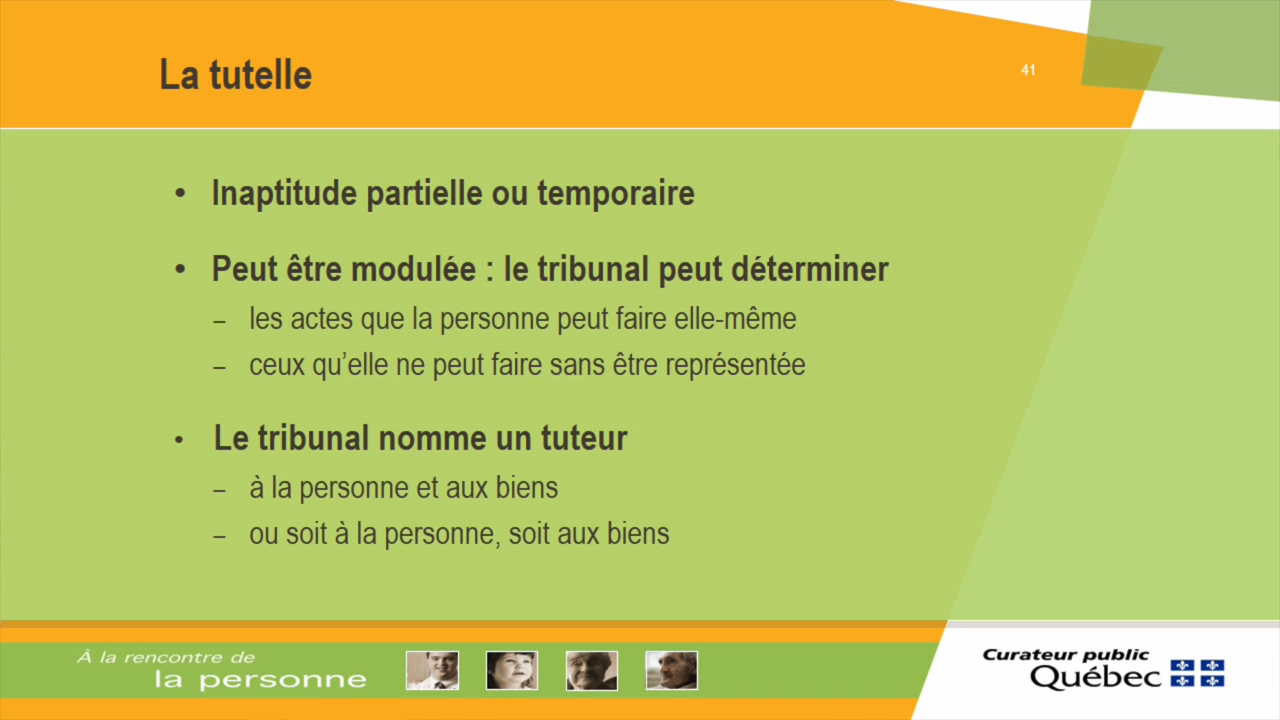 La tutelle
41
• Inaptitude partielle ou temporaire
• Peut être modulée : le tribunal peut déterminer
– les actes que la personne peut faire elle-même
– ceux qu’elle ne peut faire sans être représentée
• Le tribunal nomme un tuteur
– à la personne et aux biens
– ou soit à la personne, soit aux biens
À la rencontre de
la personne
Curateur public
Québec